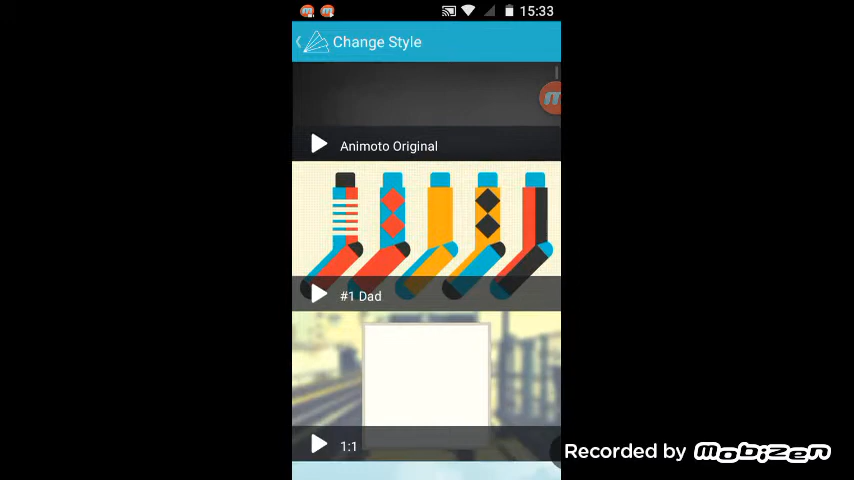 15:33
Change Style
Animoto Original
#1 Dad
1:1
Recorded by mobizen